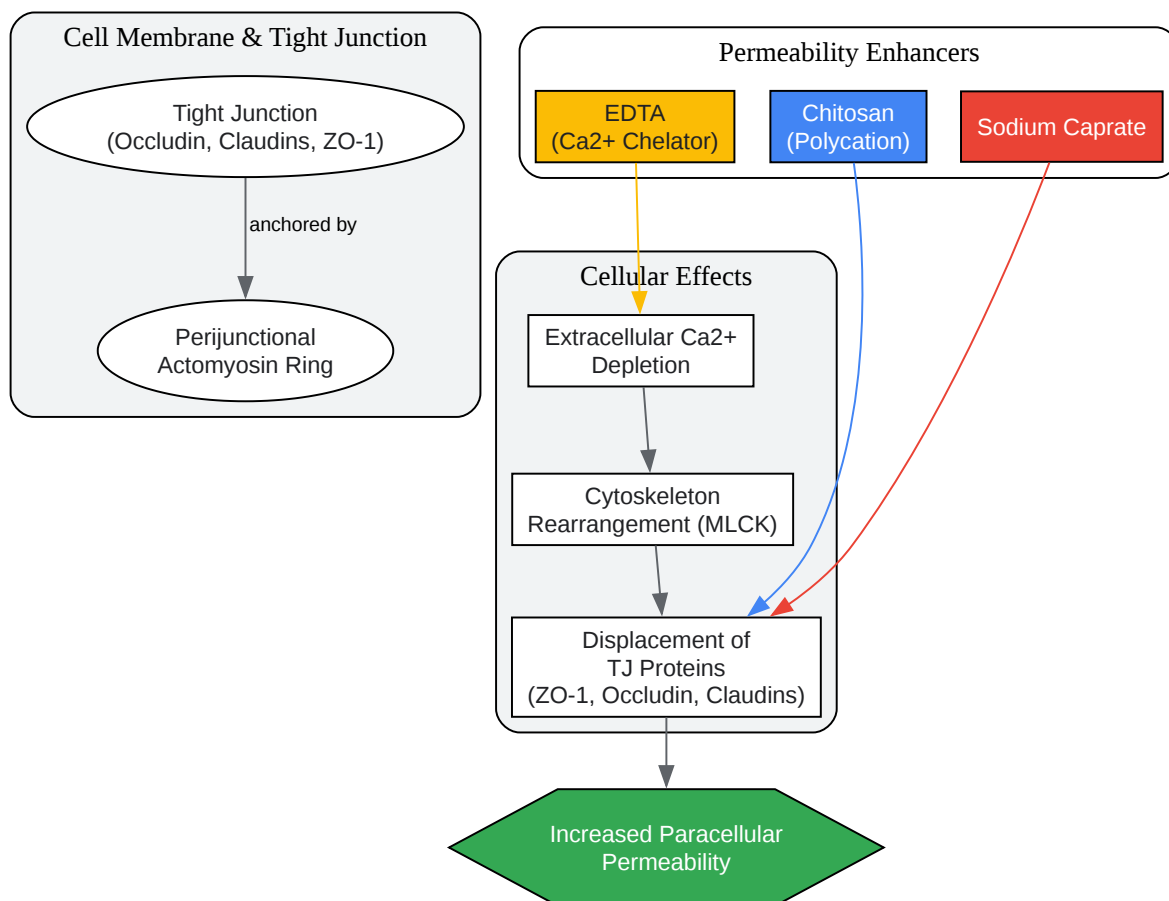 Cell Membrane & Tight Junction
Tight Junction
(Occludin, Claudins, ZO-1)
anchored by
Perijunctional
Actomyosin Ring
Permeability Enhancers
EDTA
(Ca2+ Chelator)
Chitosan
(Polycation)
Sodium Caprate
Cellular Effects
Extracellular Ca2+
Depletion
Cytoskeleton
Rearrangement (MLCK)
Displacement of
TJ Proteins
(ZO-1, Occludin, Claudins)
Increased Paracellular
Permeability